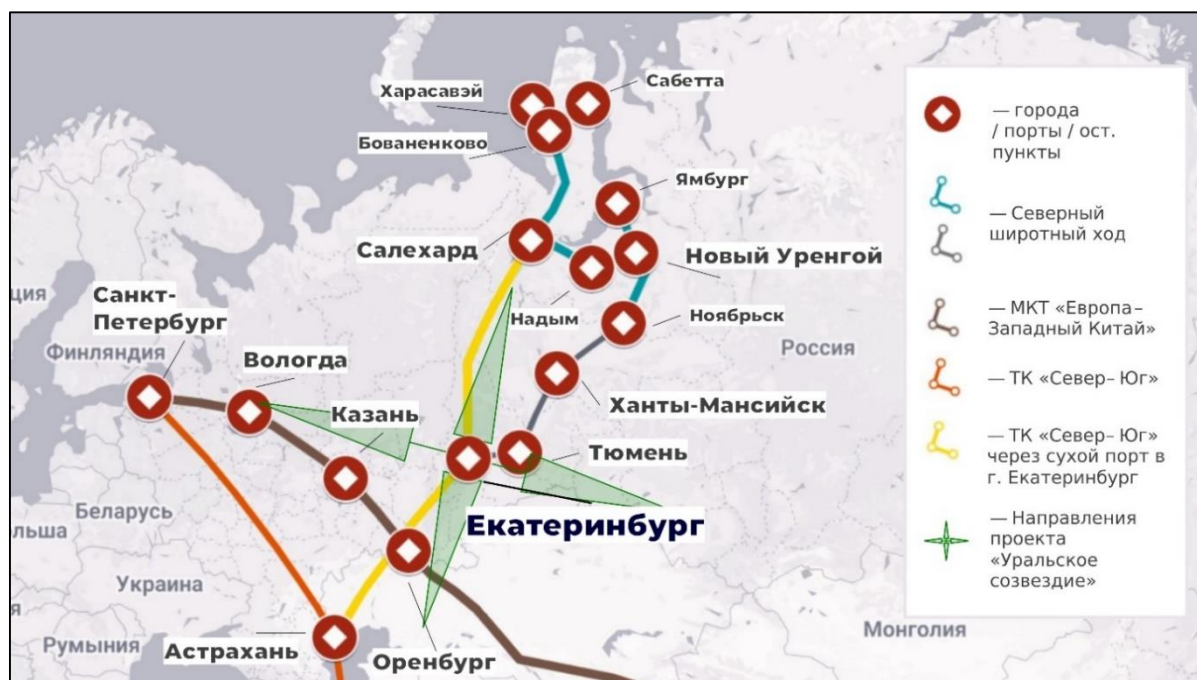 Сабетта
Харасавэй
Бованенково
Ямбург
Салехард
Новый Уренгой
Надым
Ноябрьск
Санкт-
Петербург
Финляндия
Вологда
Казань
Ханты-Мансийск
Тюмень
Россия
Екатеринбург
Беларусь
Украина
Румыния
Астрахань
Оренбург
Монголия
— города
/ порты / ост.
пункты
— Северный
широтный ход
— МКТ «Европа–
Западный Китай»
— ТК «Север– Юг»
— ТК «Север– Юг»
через сухой порт в
г. Екатеринбург
— Направления
проекта
«Уральское
созвездие»